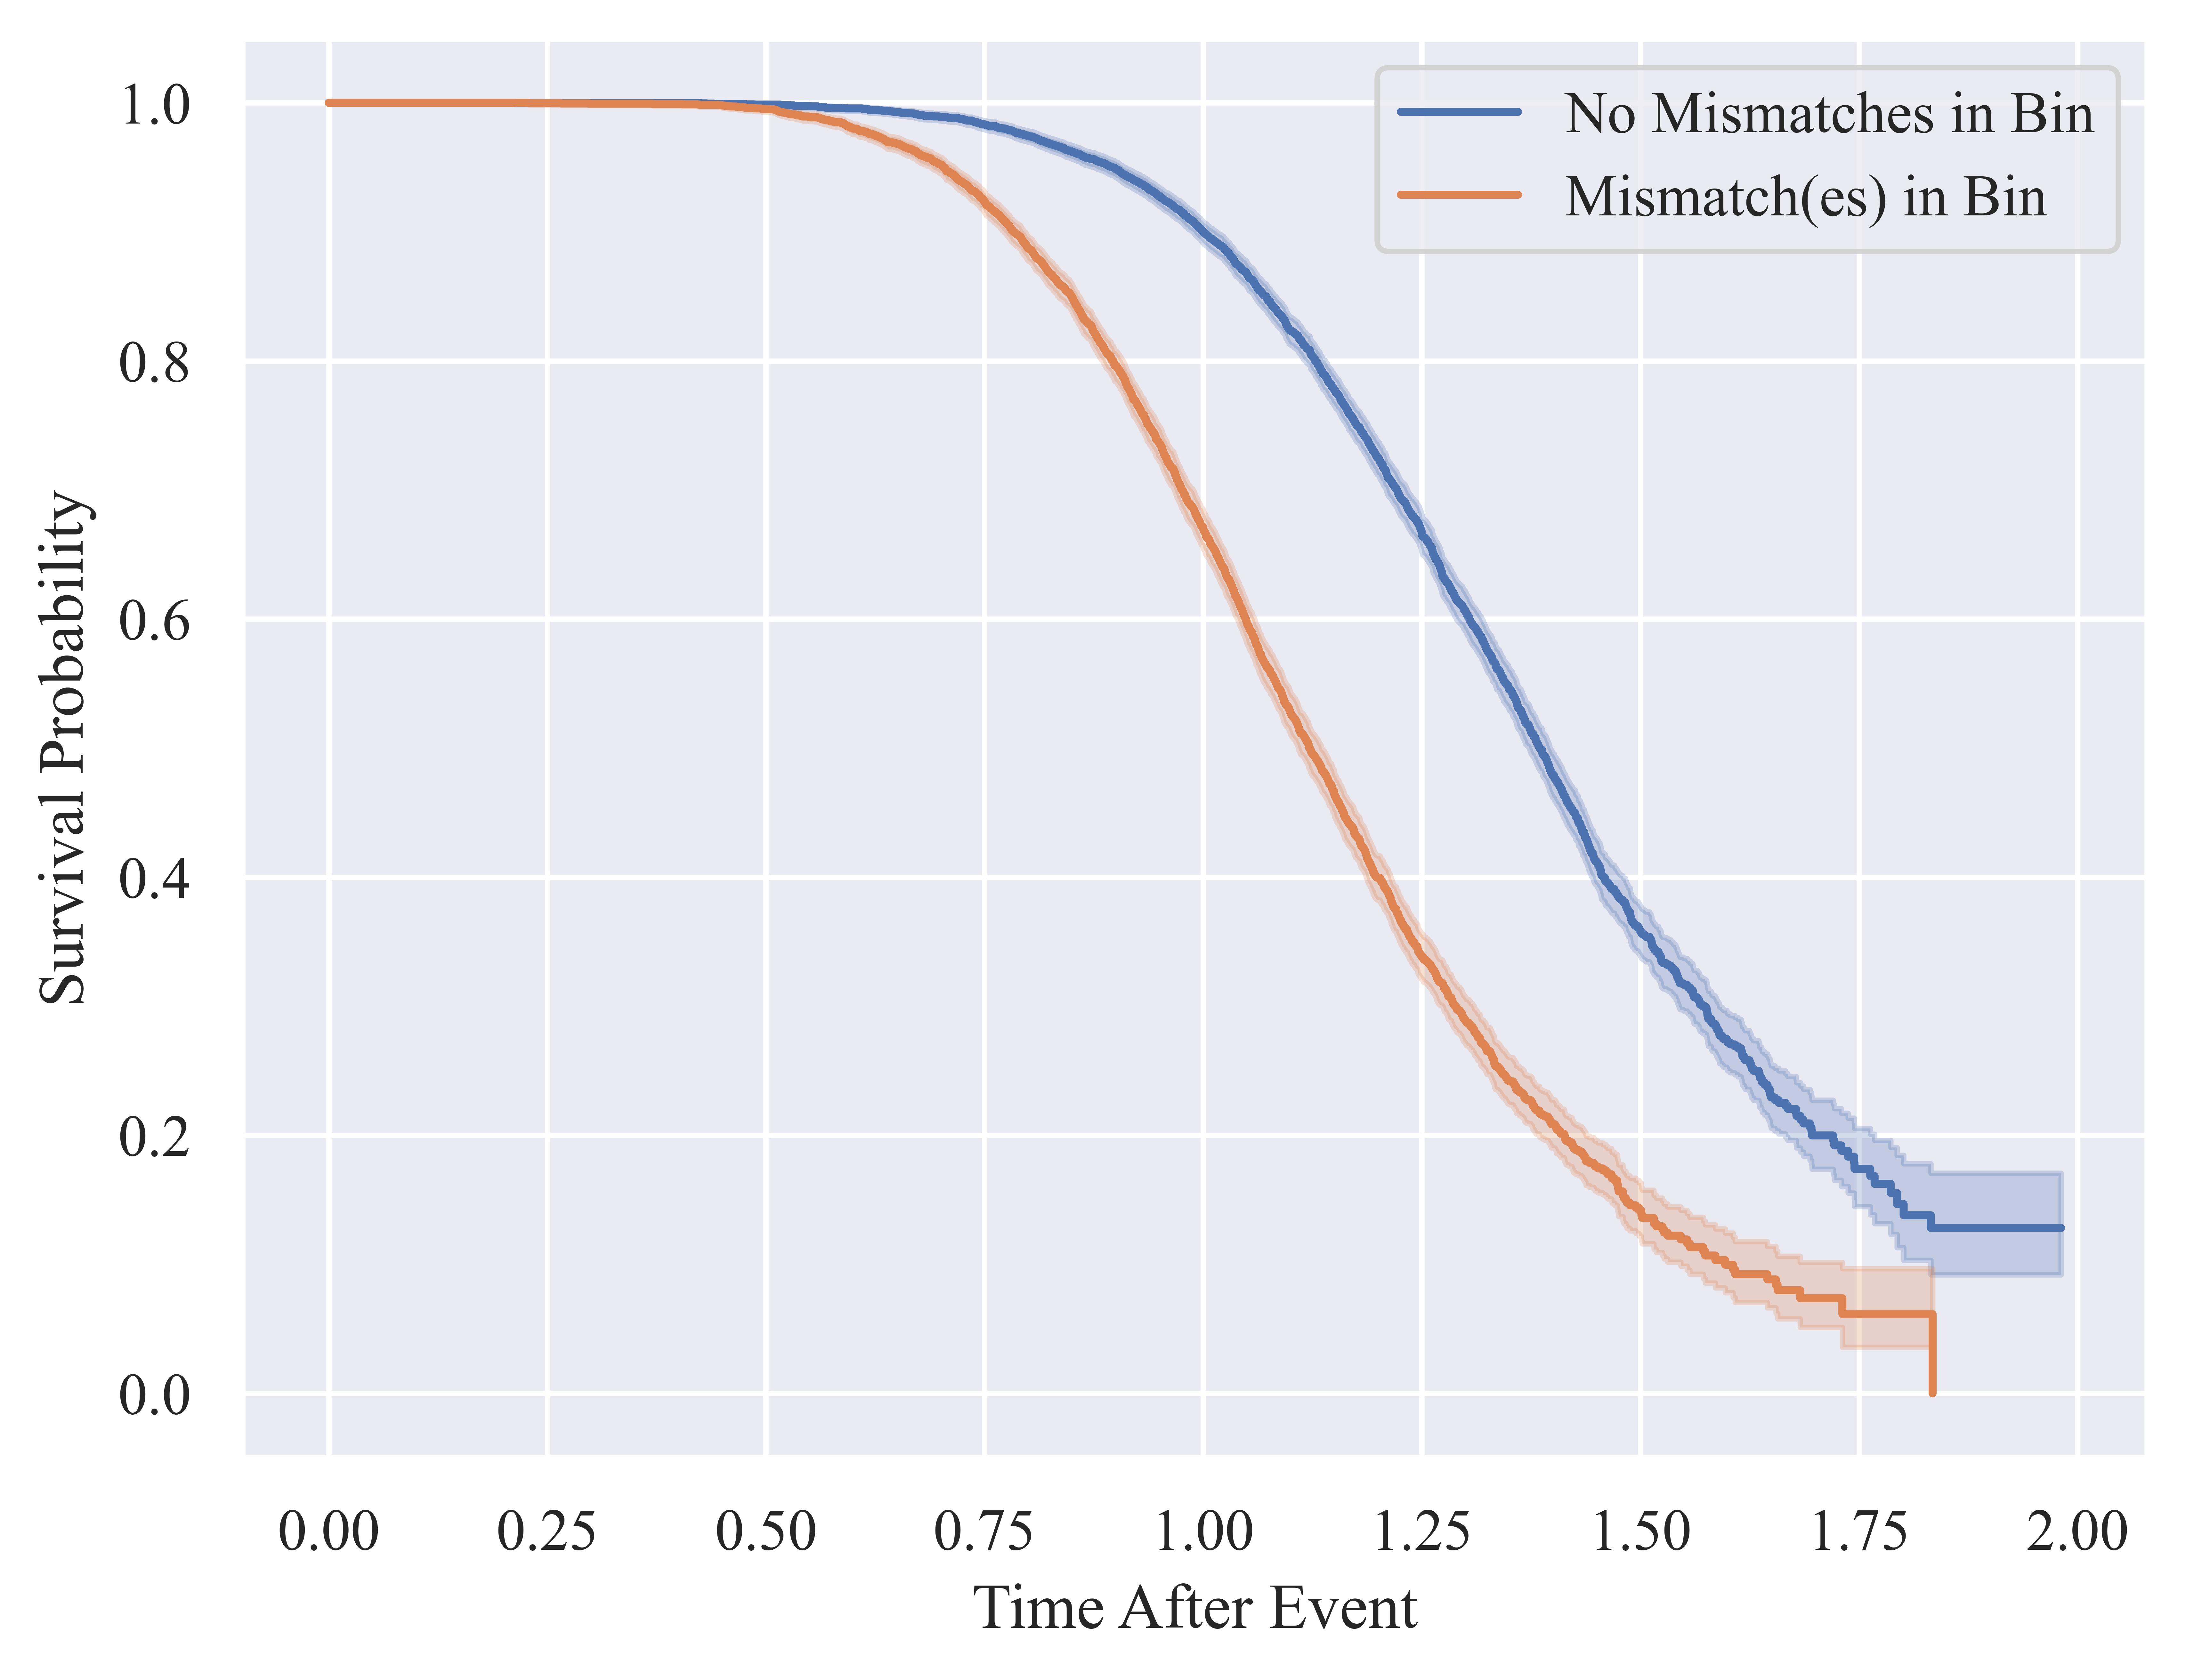 No Mismatches in Bin
Mismatch(es) in Bin
1.0
0.8
0.6
0.4
0.2
0.0
Survival Probability
0.00 0.25 0.50 0.75 1.00 1.25 1.50 1.75 2.00
Time After Event